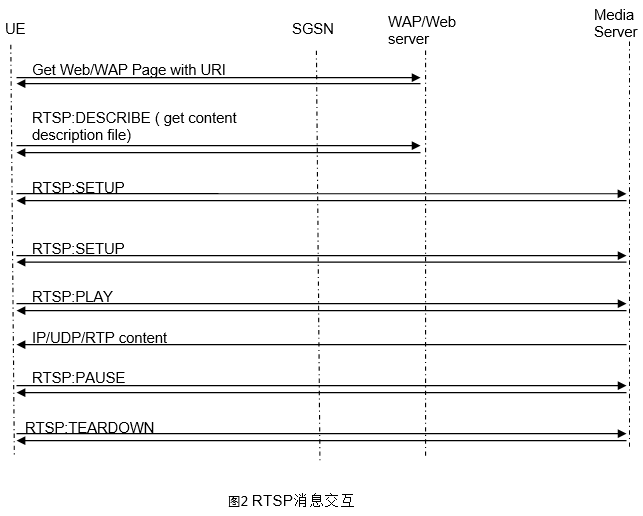 UE
SGSN
WAP/Web
server
Media
Server
Get Web/WAP Page with URI
RTSP:DESCRIBE ( get content
description file)
RTSP:SETUP
RTSP:SETUP
RTSP:PLAY
IP/UDP/RTP content
RTSP:PAUSE
RTSP:TEARDOWN
图2 RTSP消息交互